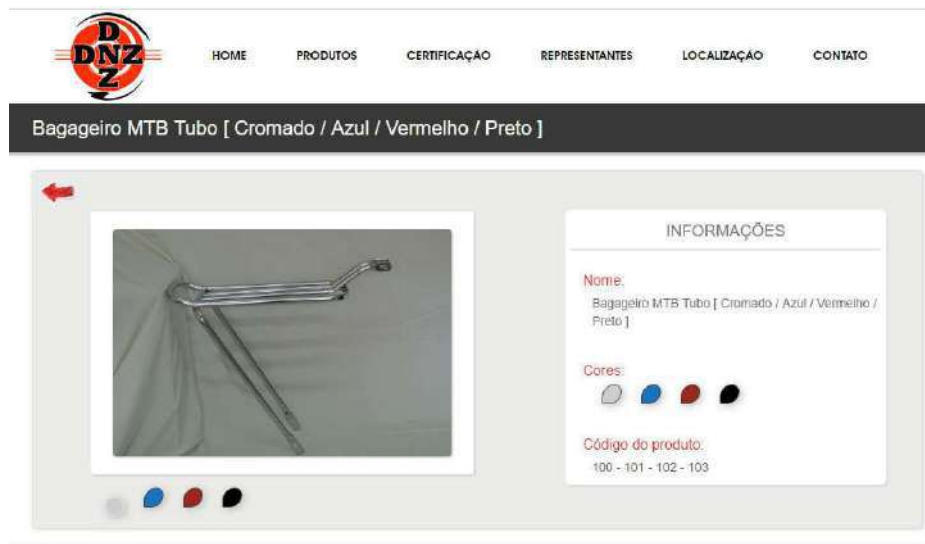 D
DNZ
Z
HOME PRODUTOS CERTIFICAÇÃO REPRESENTANTES LOCALIZAÇÃO CONTATO
Bagageiro MTB Tubo [ Cromado / Azul / Vermelho / Preto ]
INFORMAÇÕES
Nome:
Bagageiro MTB Tubo [ Cromado / Azul / Vermelho /
Preto ]
Cores:
Código do produto:
100 - 101 - 102 - 103